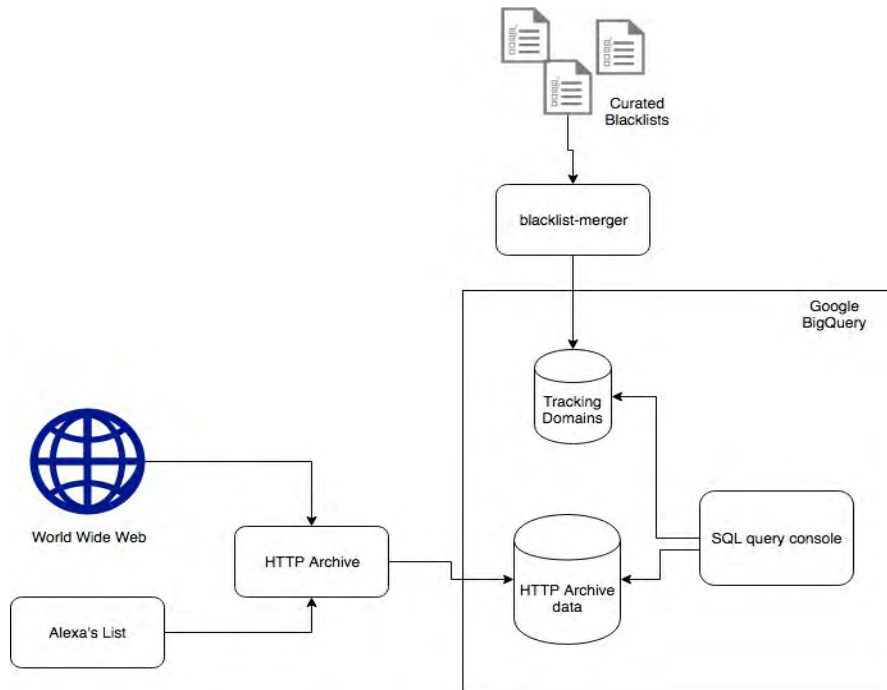 Curated
Blacklists
blacklist-merger
Google
BigQuery
Tracking
Domains
World Wide Web
HTTP Archive
SQL query console
HTTP Archive
data
Alexa's List